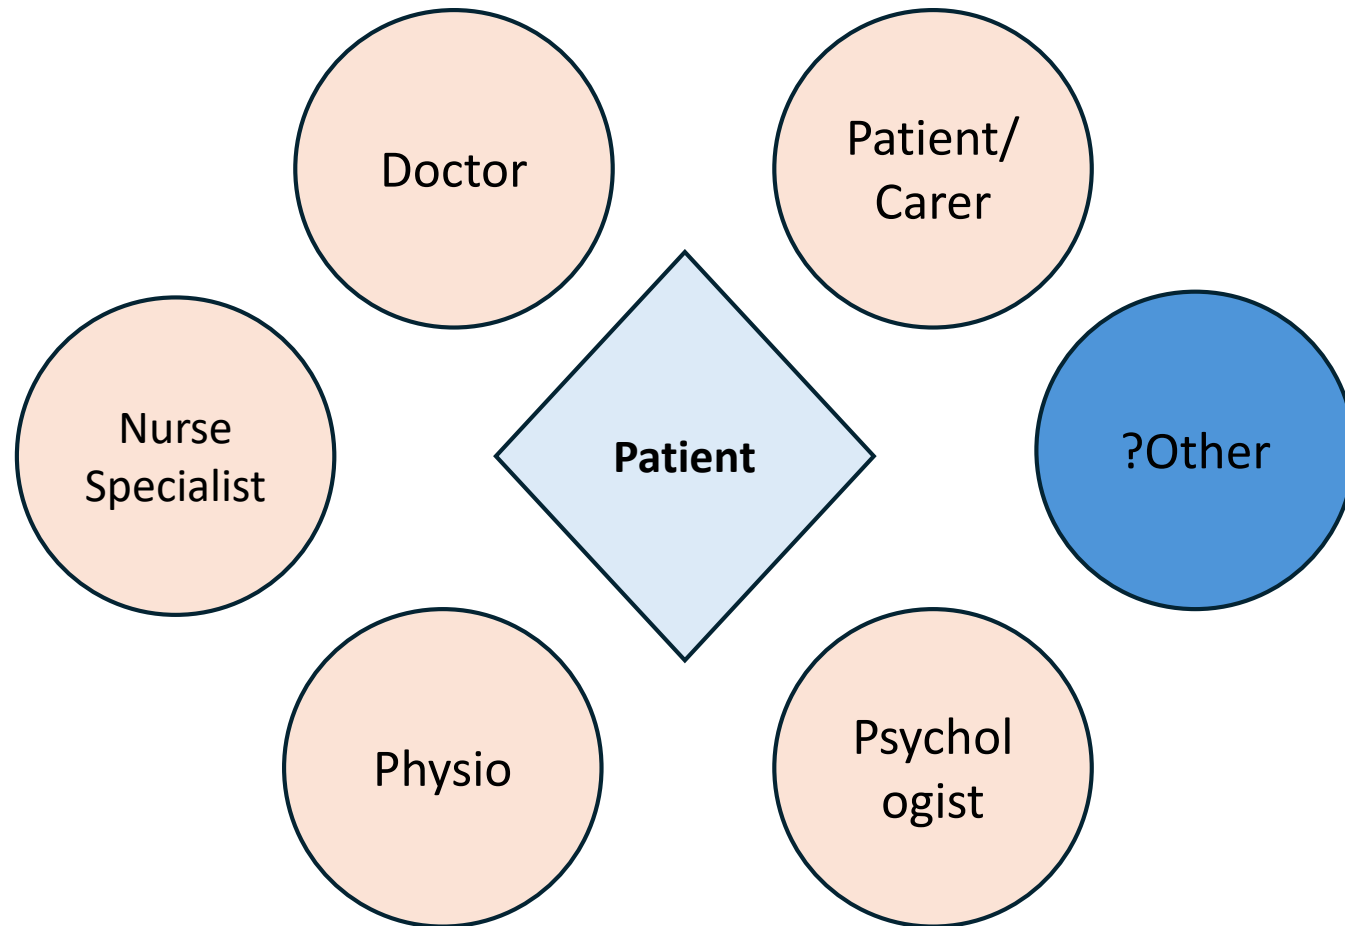 Doctor
Patient/
Carer
Nurse
Specialist
Patient
?Other
Physio
Psychol
ogist